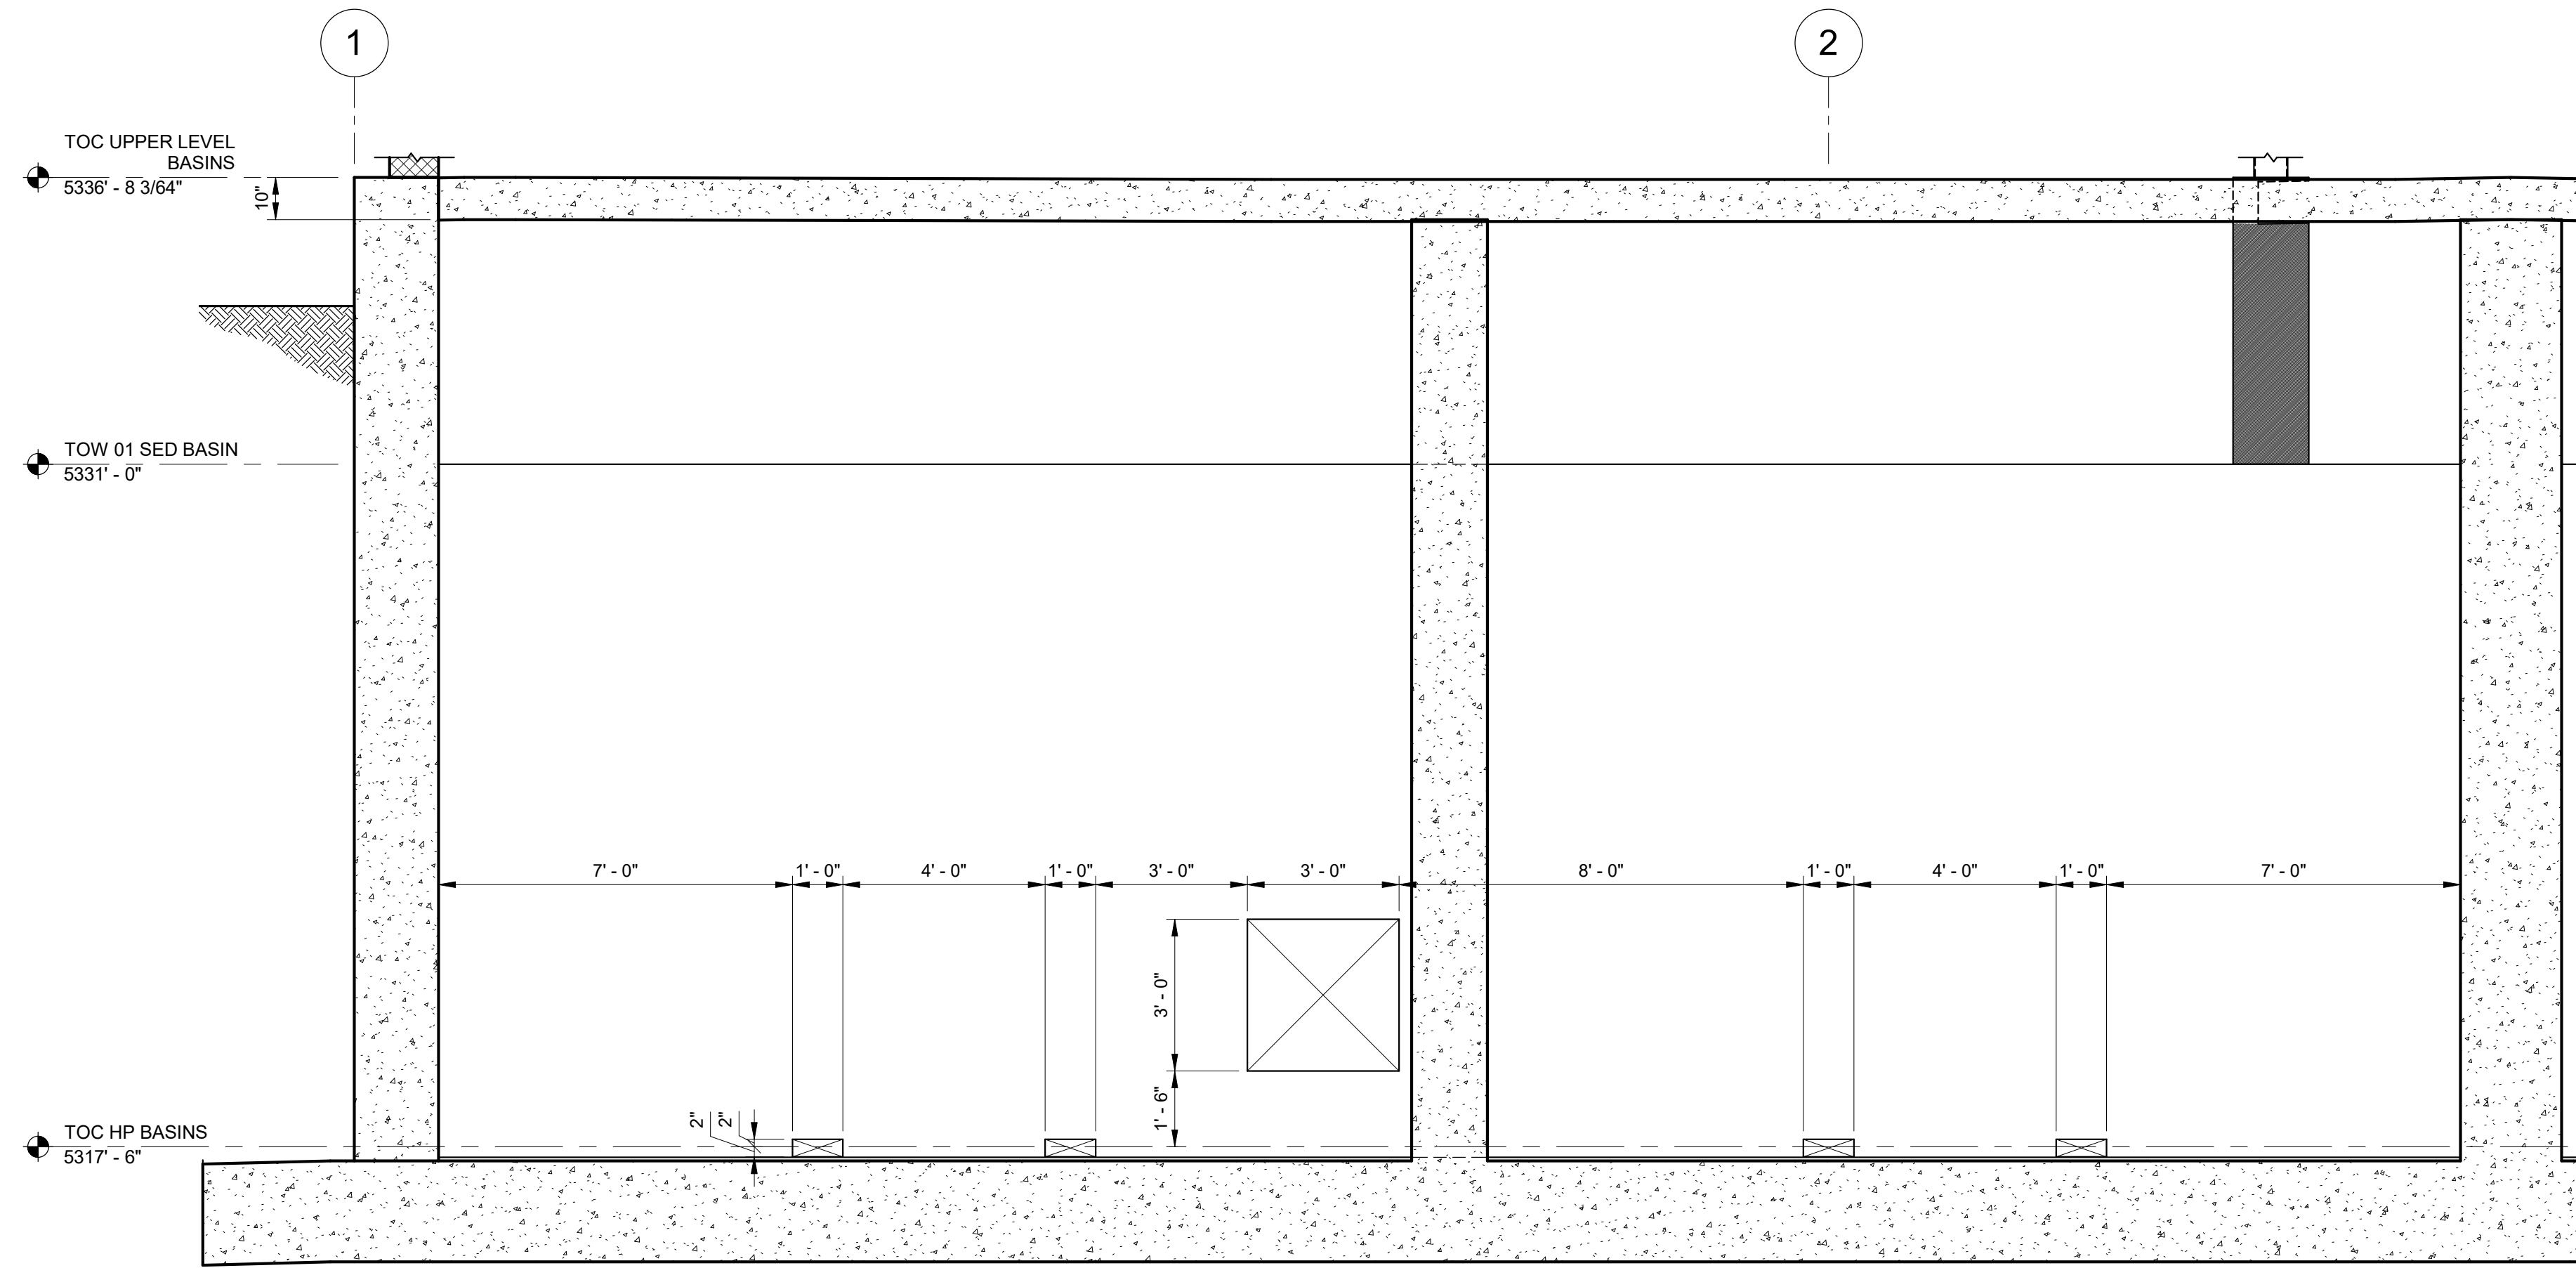 1
2
TOC UPPER LEVEL
BASINS
5336' - 8 3/64"
10"
TOW 01 SED BASIN
5331' - 0"
7' - 0"
1' - 0"
4' - 0"
1' - 0"
3' - 0"
3' - 0"
8' - 0"
1' - 0"
4' - 0"
1' - 0"
7' - 0"
3' - 0"
1' - 6"
2"
2"
TOC HP BASINS
5317' - 6"